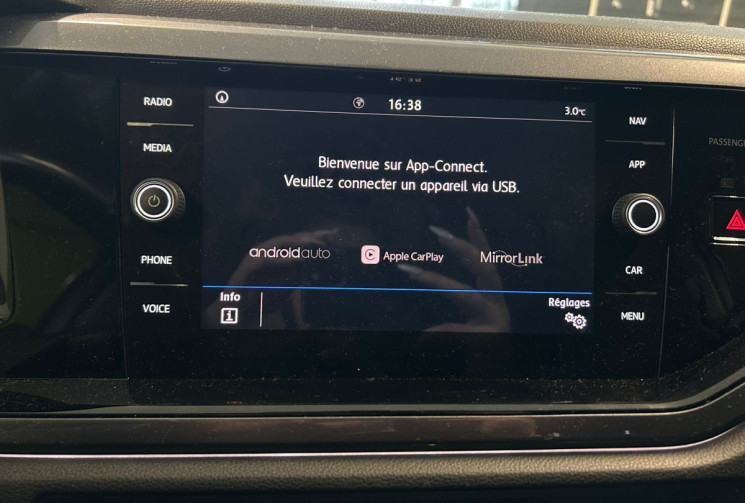 RADIO
MEDIA
PHONE
VOICE
16:38
3.0°C
Bienvenue sur App-Connect.
Veuillez connecter un appareil via USB.
androidauto
Apple CarPlay
MirrorLink
Info
i
Réglages
NAV
APP
CAR
MENU